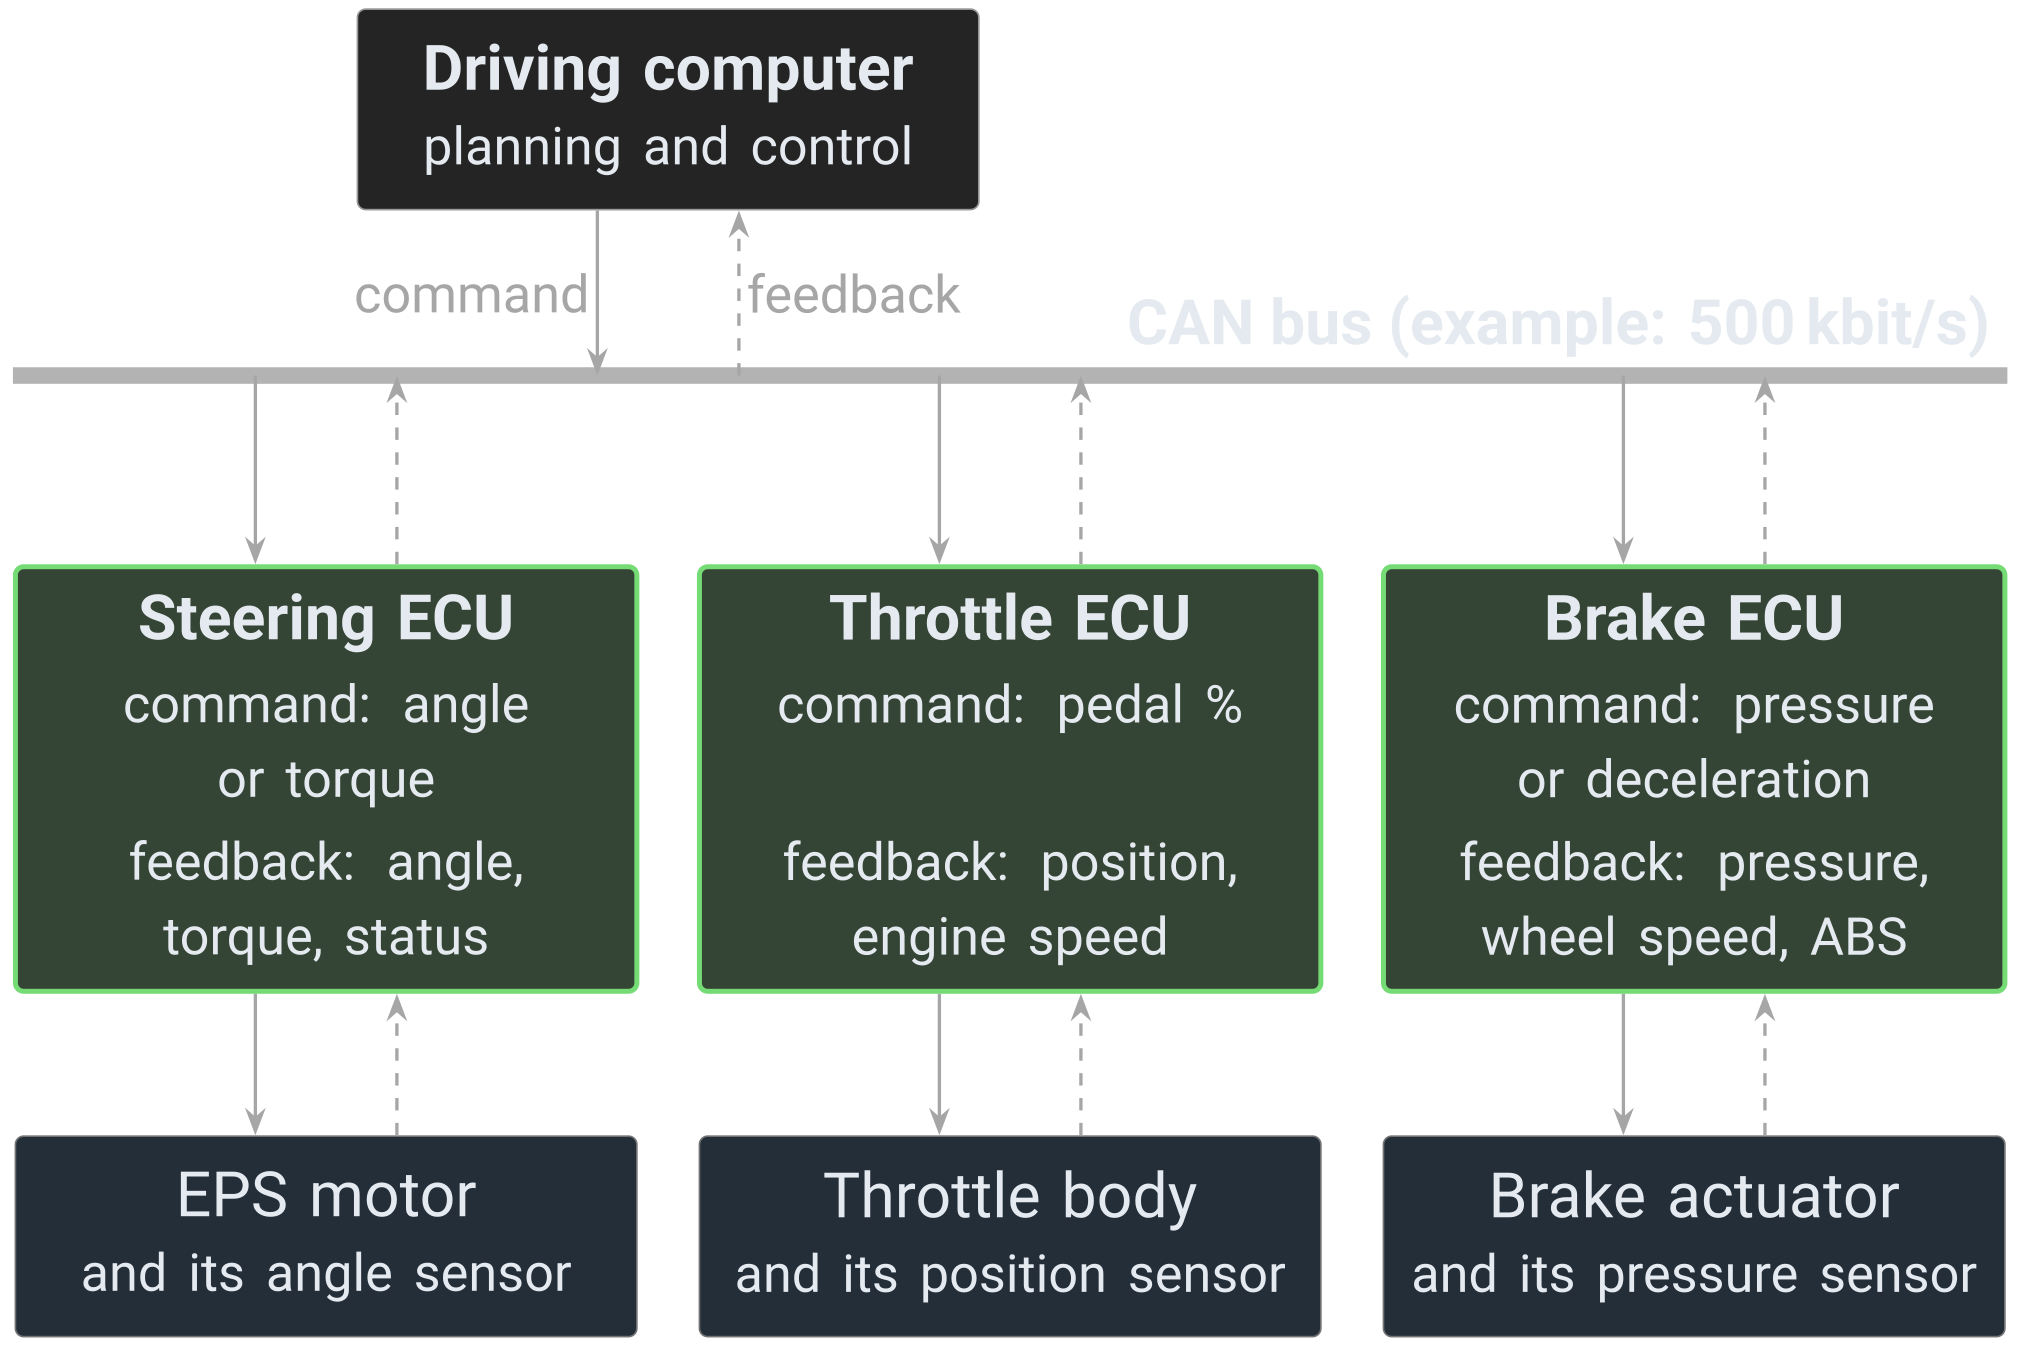 Driving computer
planning and control
command
feedback
CAN bus (example: 500 kbit/s)
Steering ECU
command: angle
or torque
feedback: angle,
torque, status
Throttle ECU
command: pedal %
feedback: position,
engine speed
Brake ECU
command: pressure
or deceleration
feedback: pressure,
wheel speed, ABS
EPS motor
and its angle sensor
Throttle body
and its position sensor
Brake actuator
and its pressure sensor